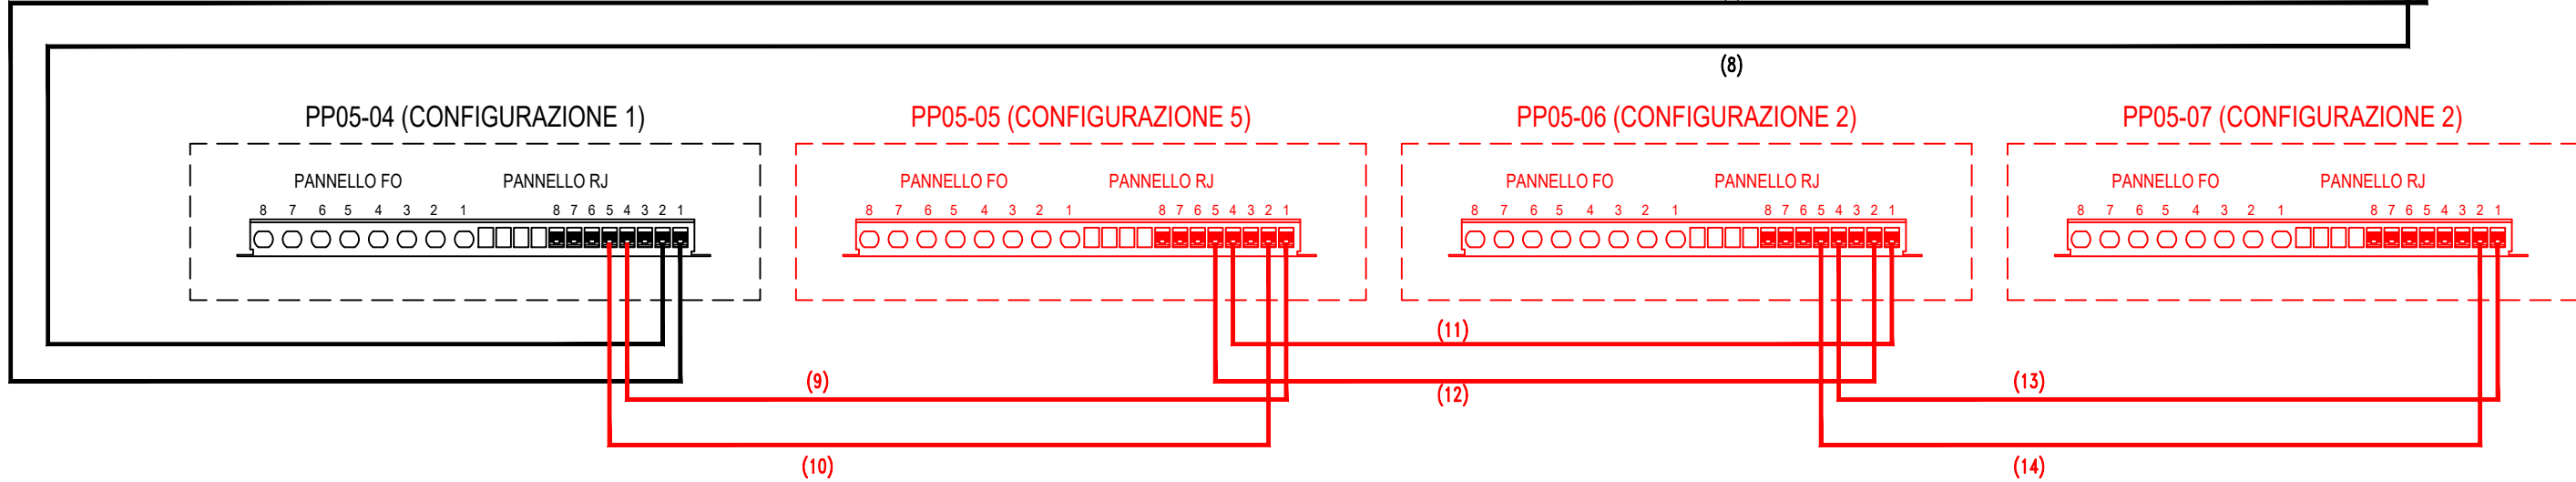 (8)
PP05-04 (CONFIGURAZIONE 1)
PP05-05 (CONFIGURAZIONE 5)
PP05-06 (CONFIGURAZIONE 2)
PP05-07 (CONFIGURAZIONE 2)
PANNELLO FO PANNELLO RJ
PANNELLO FO PANNELLO RJ
PANNELLO FO PANNELLO RJ
PANNELLO FO PANNELLO RJ
8 7 6 5 4 3 2 1 8 7 6 5 4 3 2 1
8 7 6 5 4 3 2 1 8 7 6 5 4 3 2 1
8 7 6 5 4 3 2 1 8 7 6 5 4 3 2 1
8 7 6 5 4 3 2 1 8 7 6 5 4 3 2 1
(11)
(9)
(12)
(13)
(10)
(14)